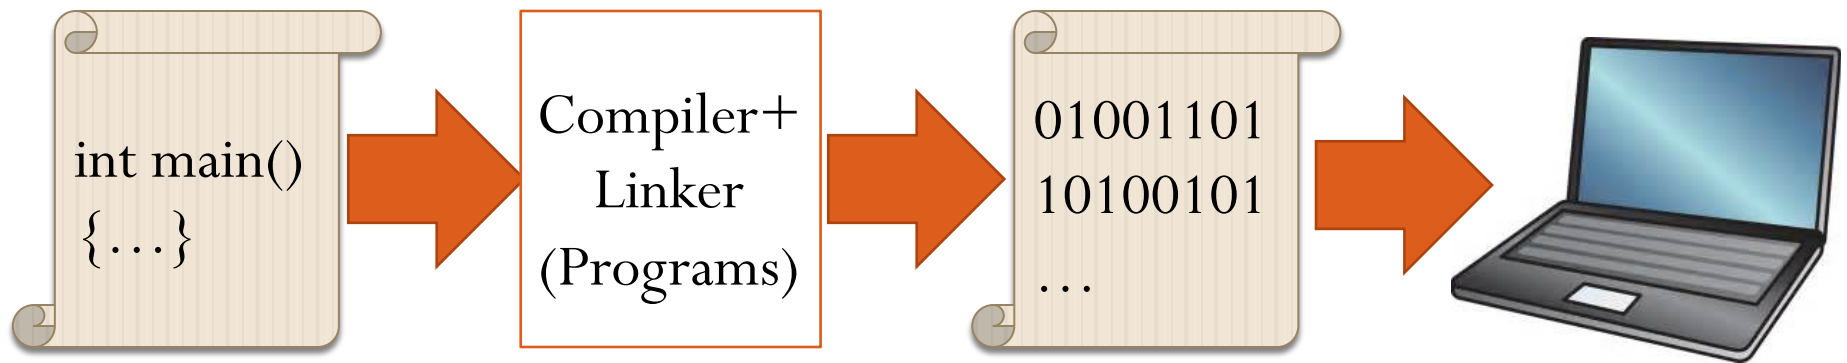 int main()
{…}
Compiler+
Linker
(Programs)
01001101
10100101
…